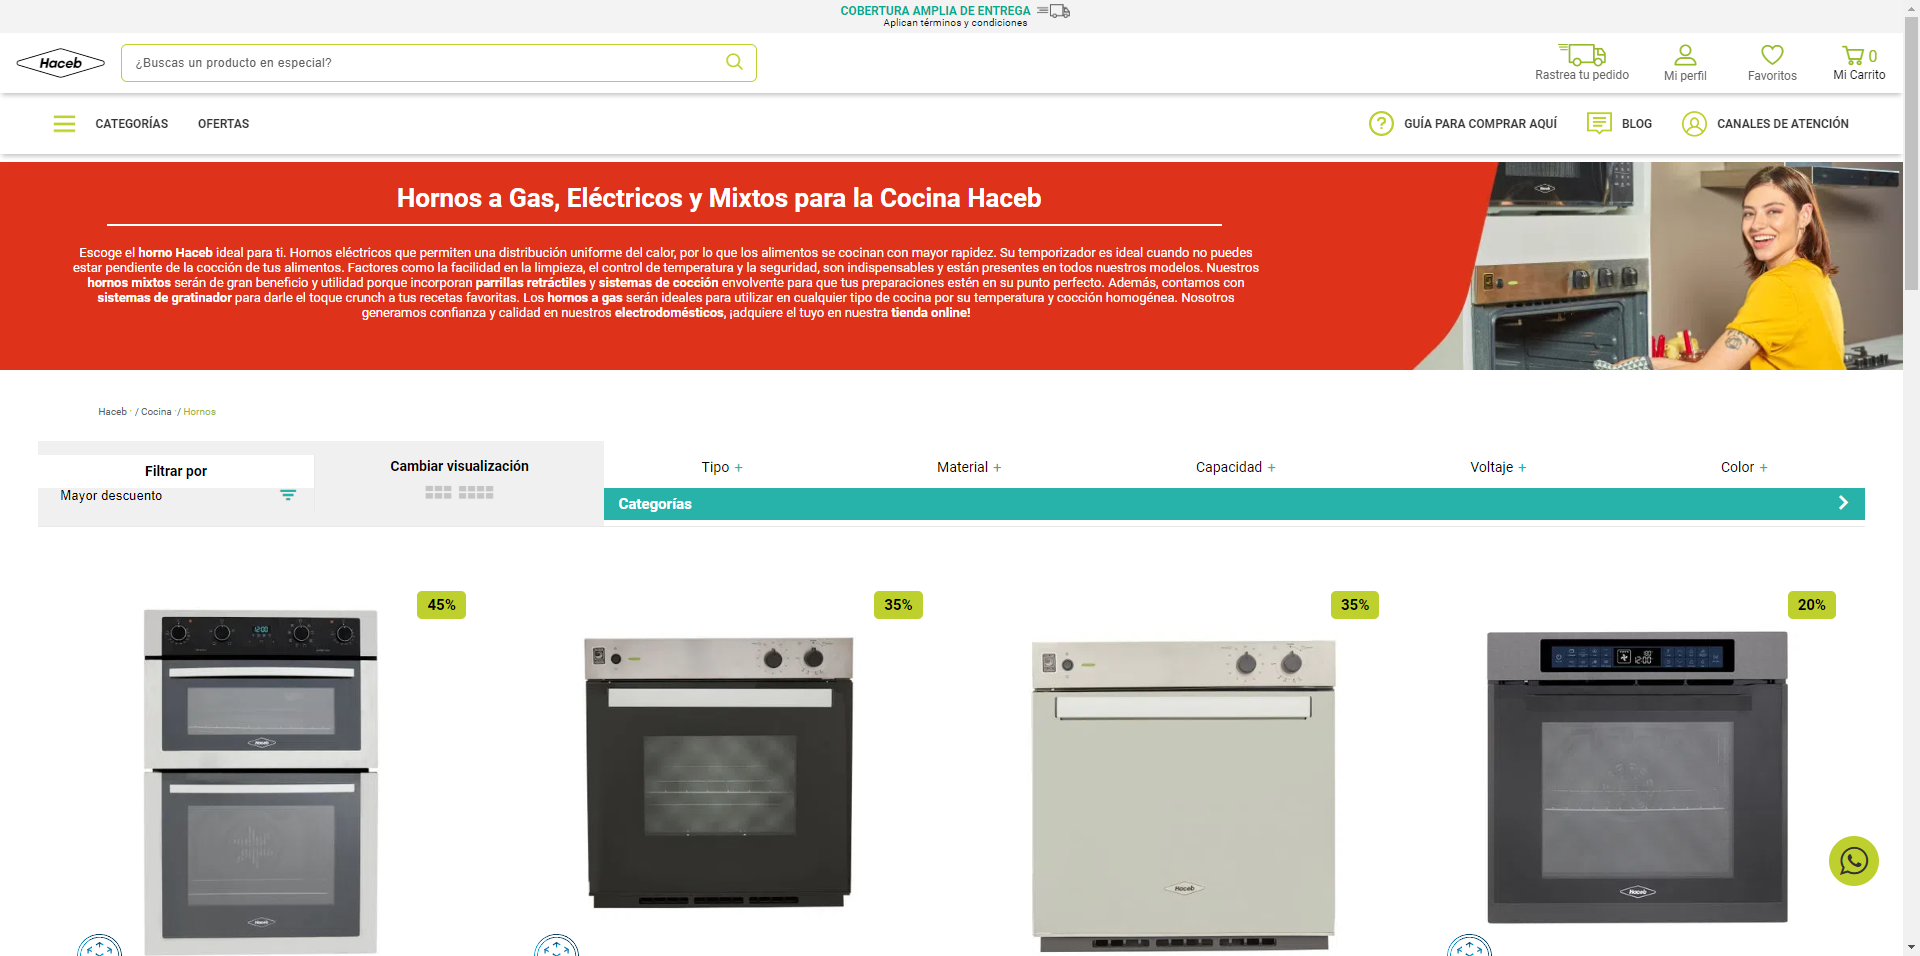 COBERTURA AMPLIA DE ENTREGA
Aplican términos y condiciones
Haceb
¿Buscas un producto en especial?
Rastrea tu pedido
Mi perfil
Favoritos
0
Mi Carrito
CATEGORÍAS
OFERTAS
GUÍA PARA COMPRAR AQUÍ
BLOG
CANALES DE ATENCIÓN
Hornos a Gas, Eléctricos y Mixtos para la Cocina Haceb
Escoge el horno Haceb ideal para ti. Hornos eléctricos que permiten una distribución uniforme del calor, por lo que los alimentos se cocinan con mayor rapidez. Su temporizador es ideal cuando no puedes
estar pendiente de la cocción de tus alimentos. Factores como la facilidad en la limpieza, el control de temperatura y la seguridad, son indispensables y están presentes en todos nuestros modelos. Nuestros
hornos mixtos serán de gran beneficio y utilidad porque incorporan parrillas retráctiles y sistemas de cocción envolvente para que tus preparaciones estén en su punto perfecto. Además, contamos con
sistemas de gratinador para darle el toque crunch a tus recetas favoritas. Los hornos a gas serán ideales para utilizar en cualquier tipo de cocina por su temperatura y cocción homogénea. Nosotros
generamos confianza y calidad en nuestros electrodomésticos, ¡adquiere el tuyo en nuestra tienda online!
Haceb / Cocina / Hornos
Filtrar por
Mayor descuento
Cambiar visualización
Tipo +
Material +
Capacidad +
Voltaje +
Color +
Categorías
45%
35%
35%
20%
12:00
12:00
Haceb
Haceb
Haceb
Haceb